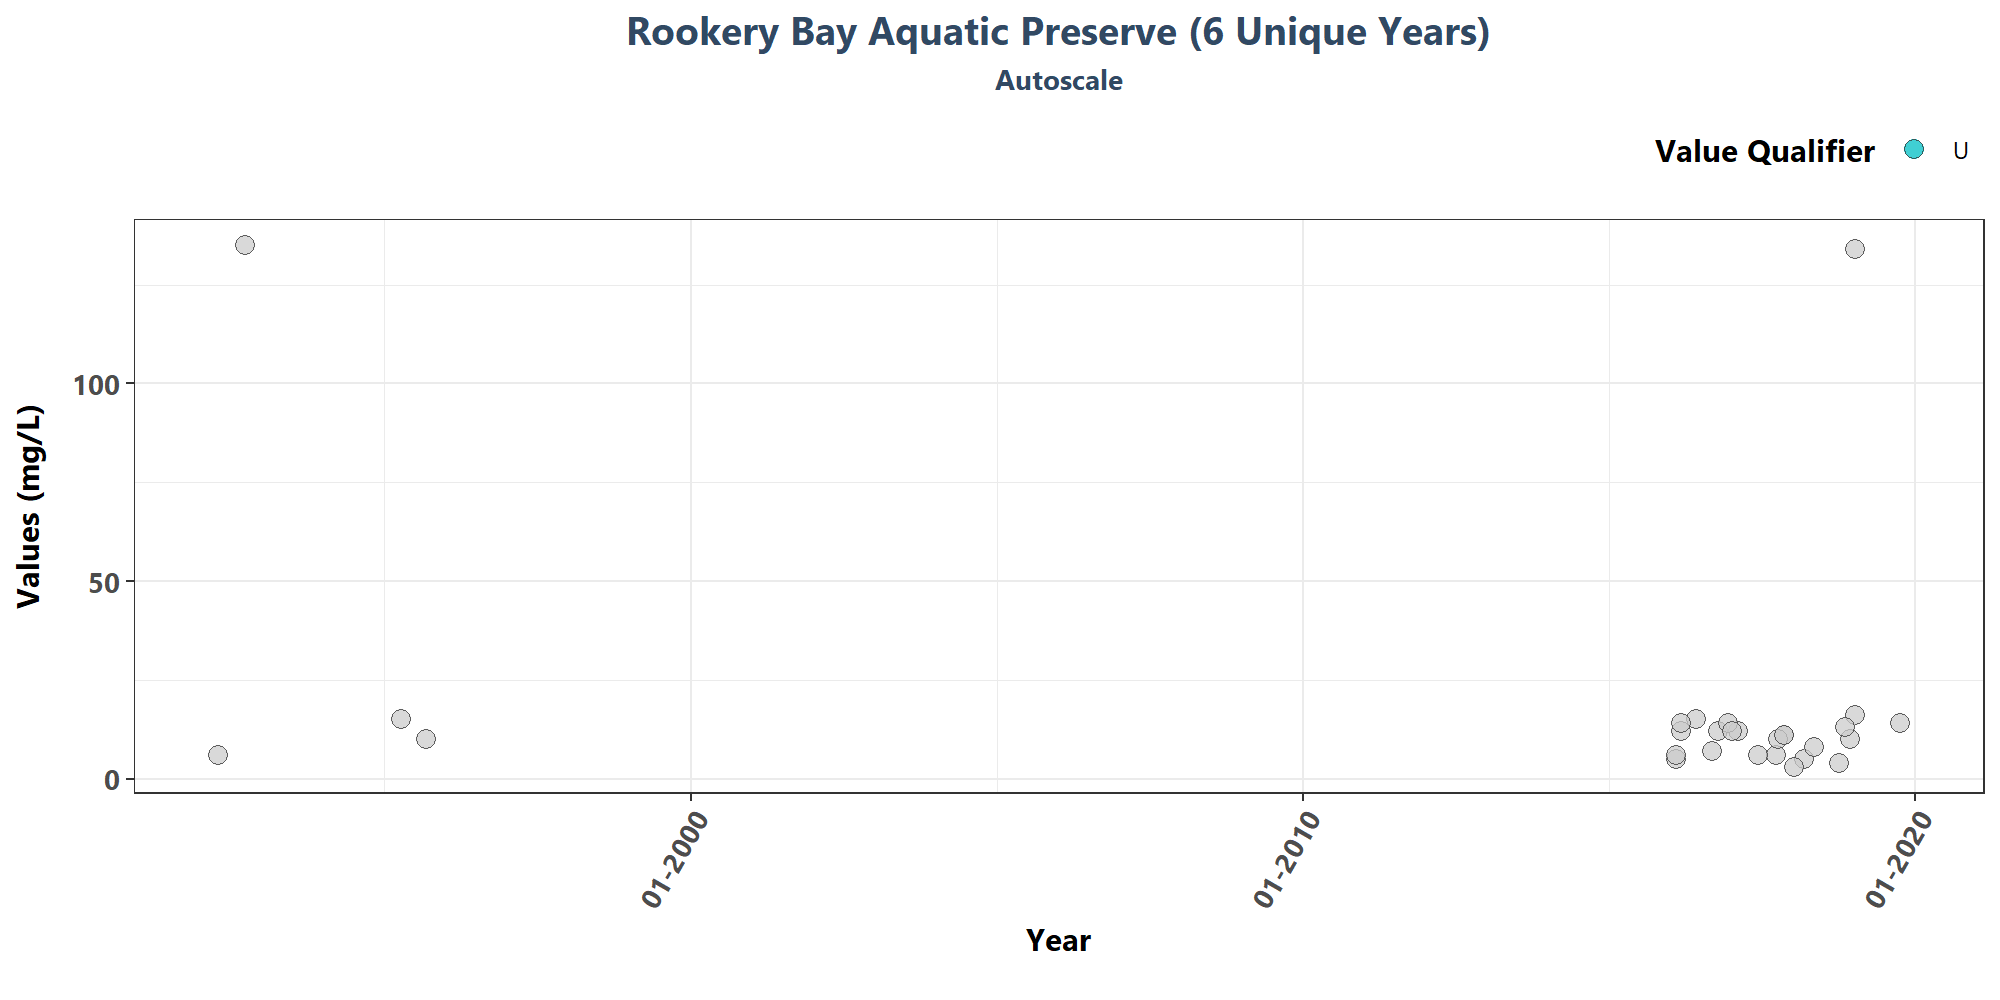 Rookery Bay Aquatic Preserve (6 Unique Years)
Autoscale
Value Qualifier U
Values (mg/L)
100
50
0
01-2000
01-2010
01-2020
Year